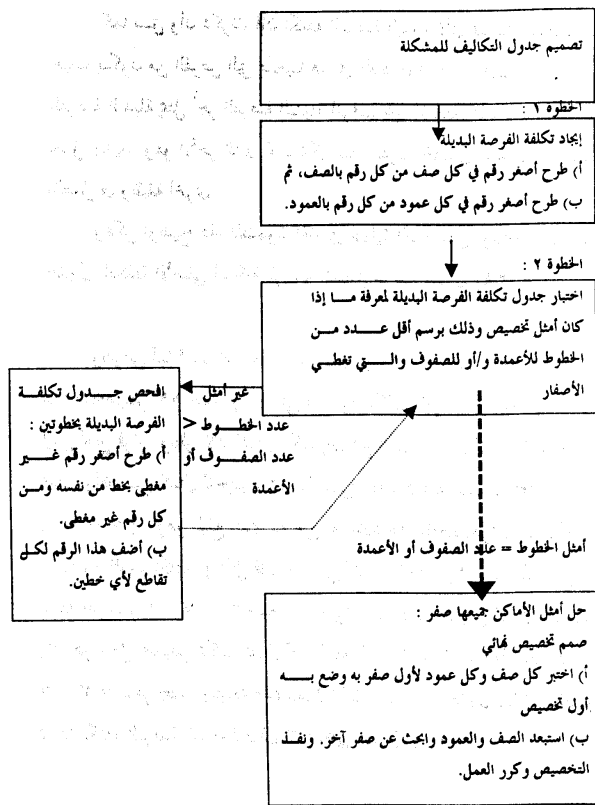 تصميم جدول التكاليف للمشكلة
الخطوة ١ :
إيجاد تكلفة الفرصة البديلة
أ) طرح أصغر رقم في كل صف من كل رقم بالصف، ثم
ب) طرح أصغر رقم في كل عمود من كل رقم بالعمود.
الخطوة ٢ :
اختبار جدول تكلفة الفرصة البديلة لمعرفة ما إذا
كان أمثل تخصيص وذلك برسم أقل عدد من
الخطوط للأعمدة و/أو للصفوف والتي تغطي
الأصفار
غير أمثل
عدد الخطوط <
عدد الصفوف أو
الأعمدة
افحص جدول تكلفة
الفرصة البديلة بخطوتين :
أ) طرح أصغر رقم غير
مغطى بخط من نفسه ومن
كل رقم غير مغطى.
ب) أضف هذا الرقم لكل
تقاطع لأي خطين.
أمثل الخطوط = عدد الصفوف أو الأعمدة
حل أمثل الأماكن جميعها صفر :
صمم تخصيص نهائي
أ) اختبر كل صف وكل عمود لأول صفر به وضع به
أول تخصيص
ب) استبعد الصف والعمود وابحث عن صفر آخر. ونفذ
التخصيص وكرر العمل.